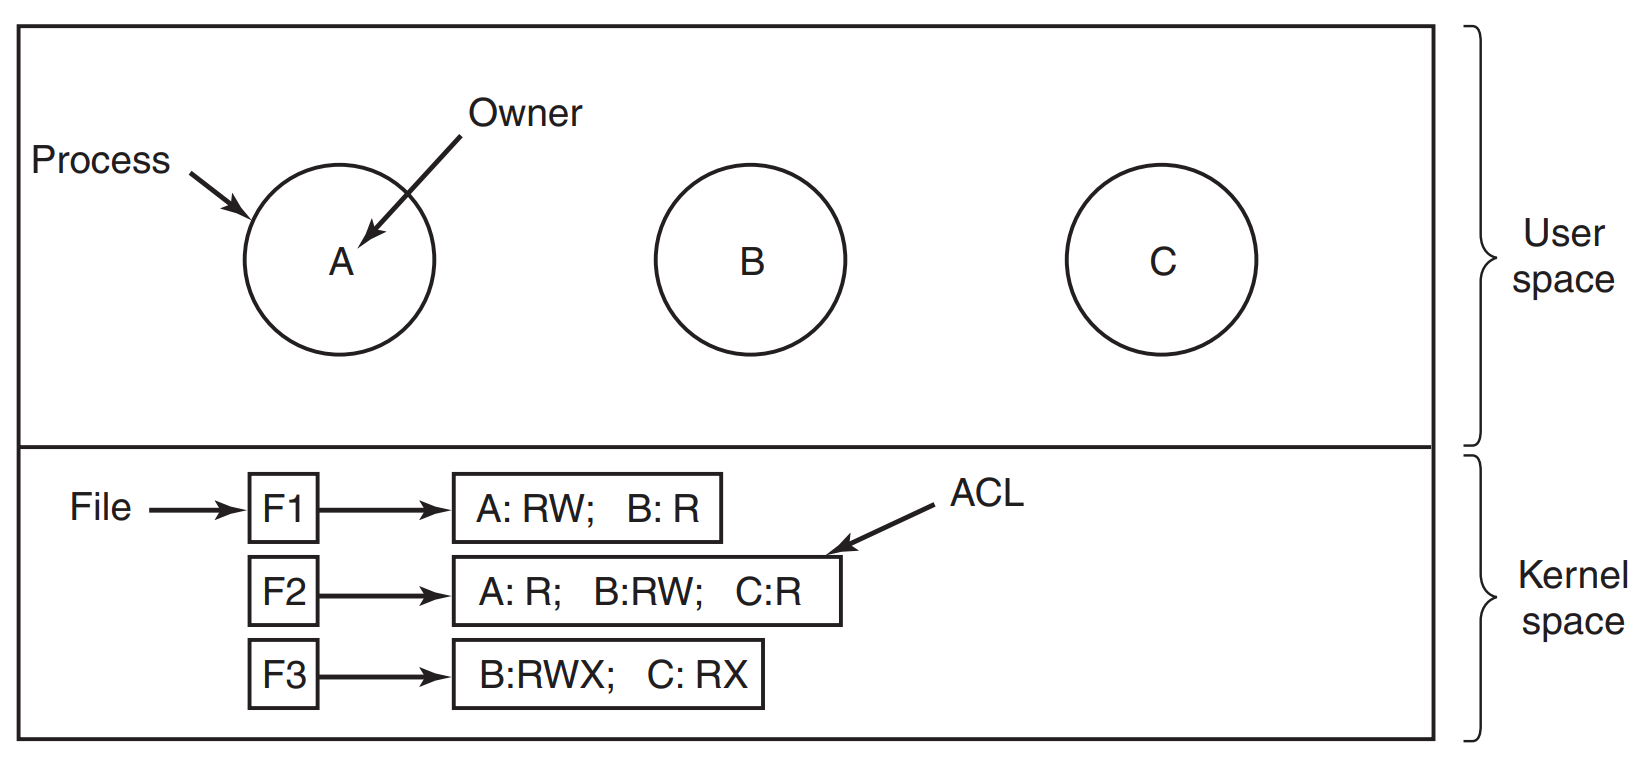 Owner
Process
A
B
C
User
space
File
F1
A: RW; B: R
ACL
F2
A: R; B:RW; C:R
F3
B:RWX; C: RX
Kernel
space